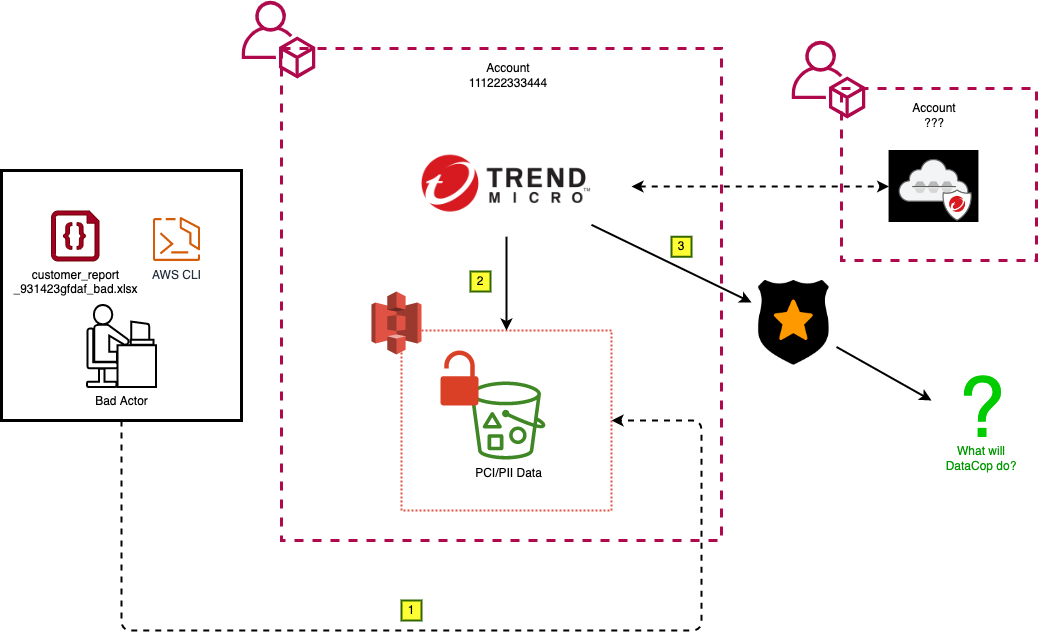 Account
111222333444
Account
???
TREND
MICRO™
customer_report
_931423gfdaf_bad.xlsx
AWS CLI
Bad Actor
2
3
PCI/PII Data
?
What will
DataCop do?
1